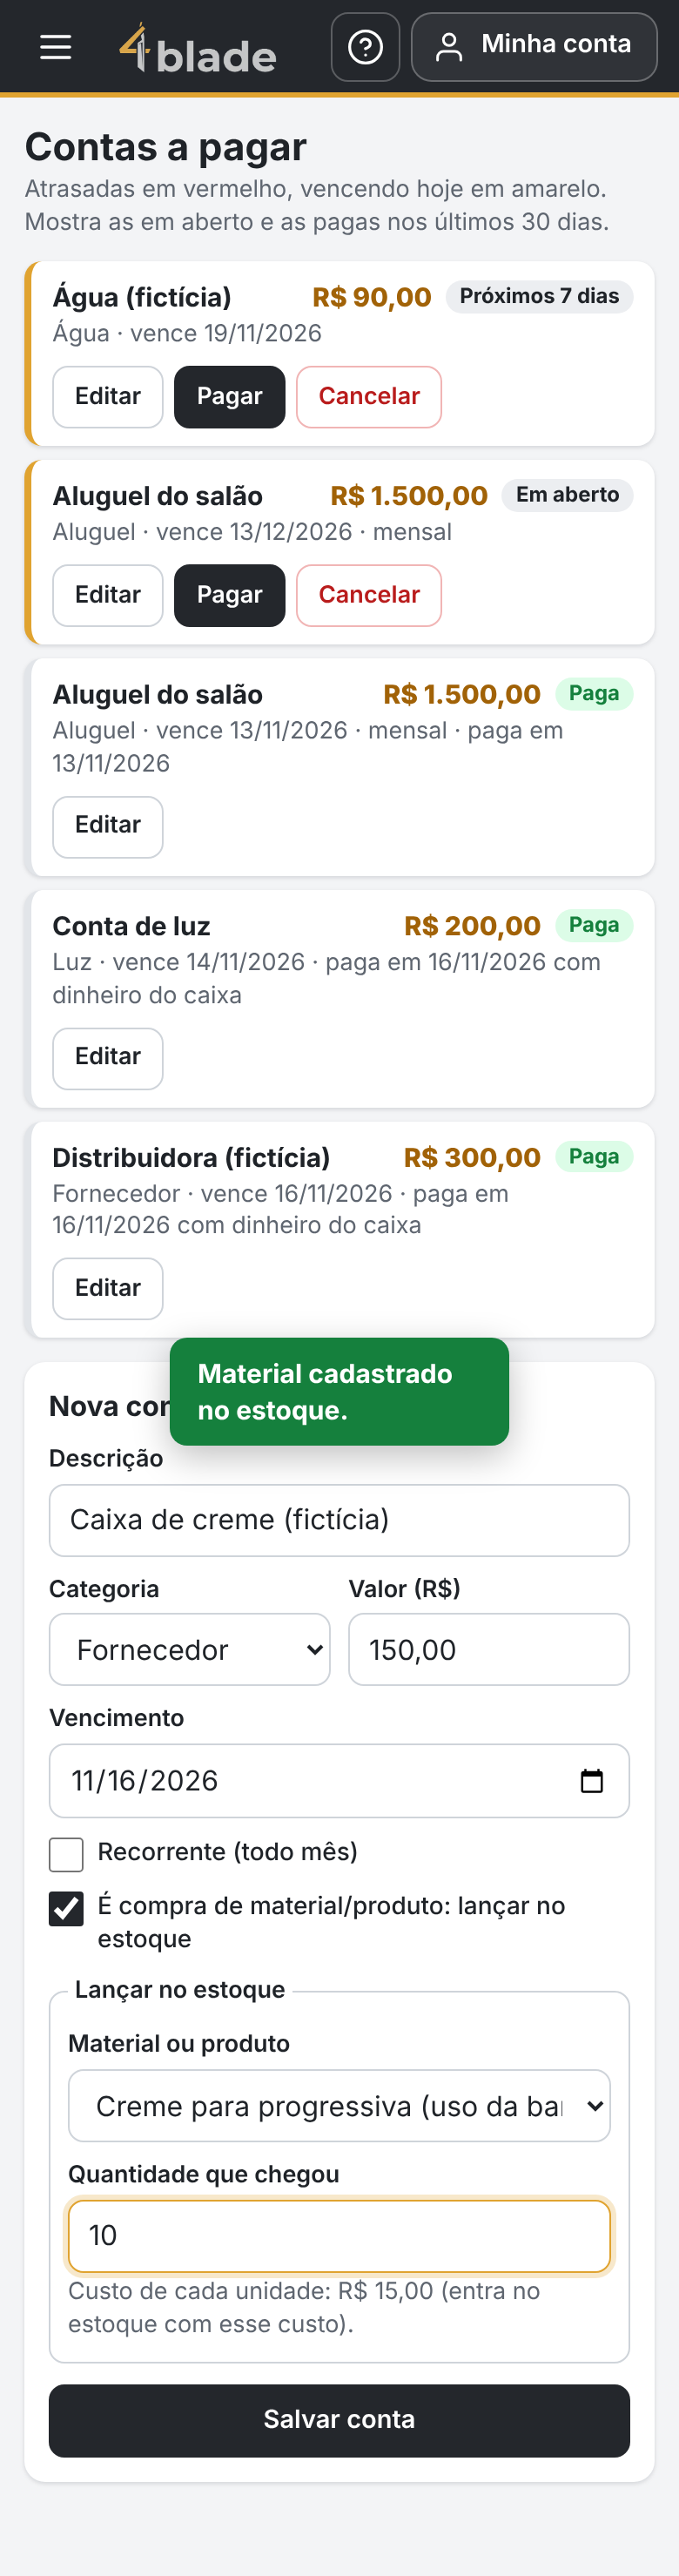 4blade
Minha conta
Contas a pagar
Atrasadas em vermelho, vencendo hoje em amarelo.
Mostra as em aberto e as pagas nos últimos 30 dias.
Água (fictícia) R$ 90,00 Próximos 7 dias
Água · vence 19/11/2026
Editar Pagar Cancelar
Aluguel do salão R$ 1.500,00 Em aberto
Aluguel · vence 13/12/2026 · mensal
Editar Pagar Cancelar
Aluguel do salão R$ 1.500,00 Paga
Aluguel · vence 13/11/2026 · mensal · paga em
13/11/2026
Editar
Conta de luz R$ 200,00 Paga
Luz · vence 14/11/2026 · paga em 16/11/2026 com
dinheiro do caixa
Editar
Distribuidora (fictícia) R$ 300,00 Paga
Fornecedor · vence 16/11/2026 · paga em
16/11/2026 com dinheiro do caixa
Editar
Material cadastrado
no estoque.
Nova
Descrição
Caixa de creme (fictícia)
Categoria Valor (R$)
Fornecedor 150,00
Vencimento
11/16/2026
Recorrente (todo mês)
É compra de material/produto: lançar no
estoque
Lançar no estoque
Material ou produto
Creme para progressiva (uso da
Quantidade que chegou
10
Custo de cada unidade: R$ 15,00 (entra no
estoque com esse custo).
Salvar conta